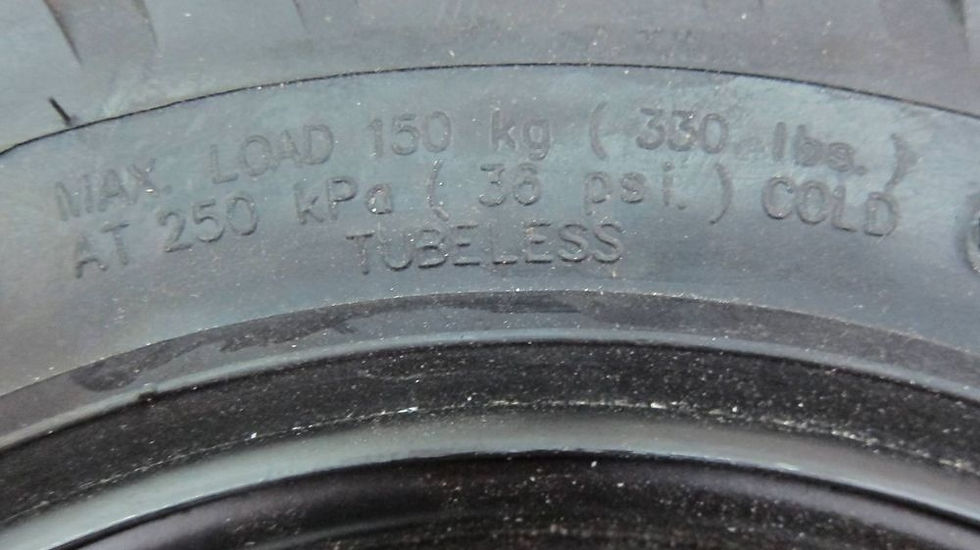 MAX. LOAD 150 kg ( 330 lbs. )
AT 250 kPa ( 36 psi. ) COLD
TUBELESS